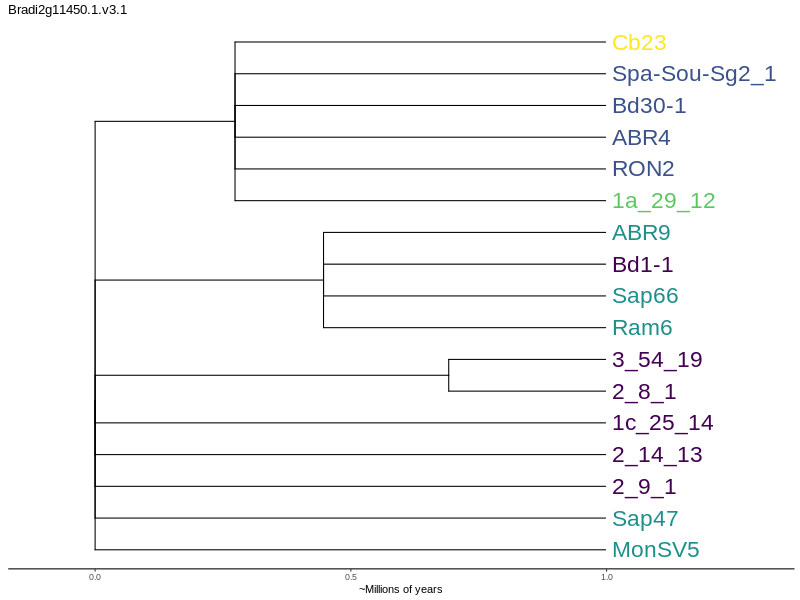 Bradi2g11450.1.v3.1
Cb23
Spa-Sou-Sg2_1
Bd30-1
ABR4
RON2
1a_29_12
ABR9
Bd1-1
Sap66
Ram6
3_54_19
2_8_1
1c_25_14
2_14_13
2_9_1
Sap47
MonSV5
0.0 0.5 1.0
~Millions of years